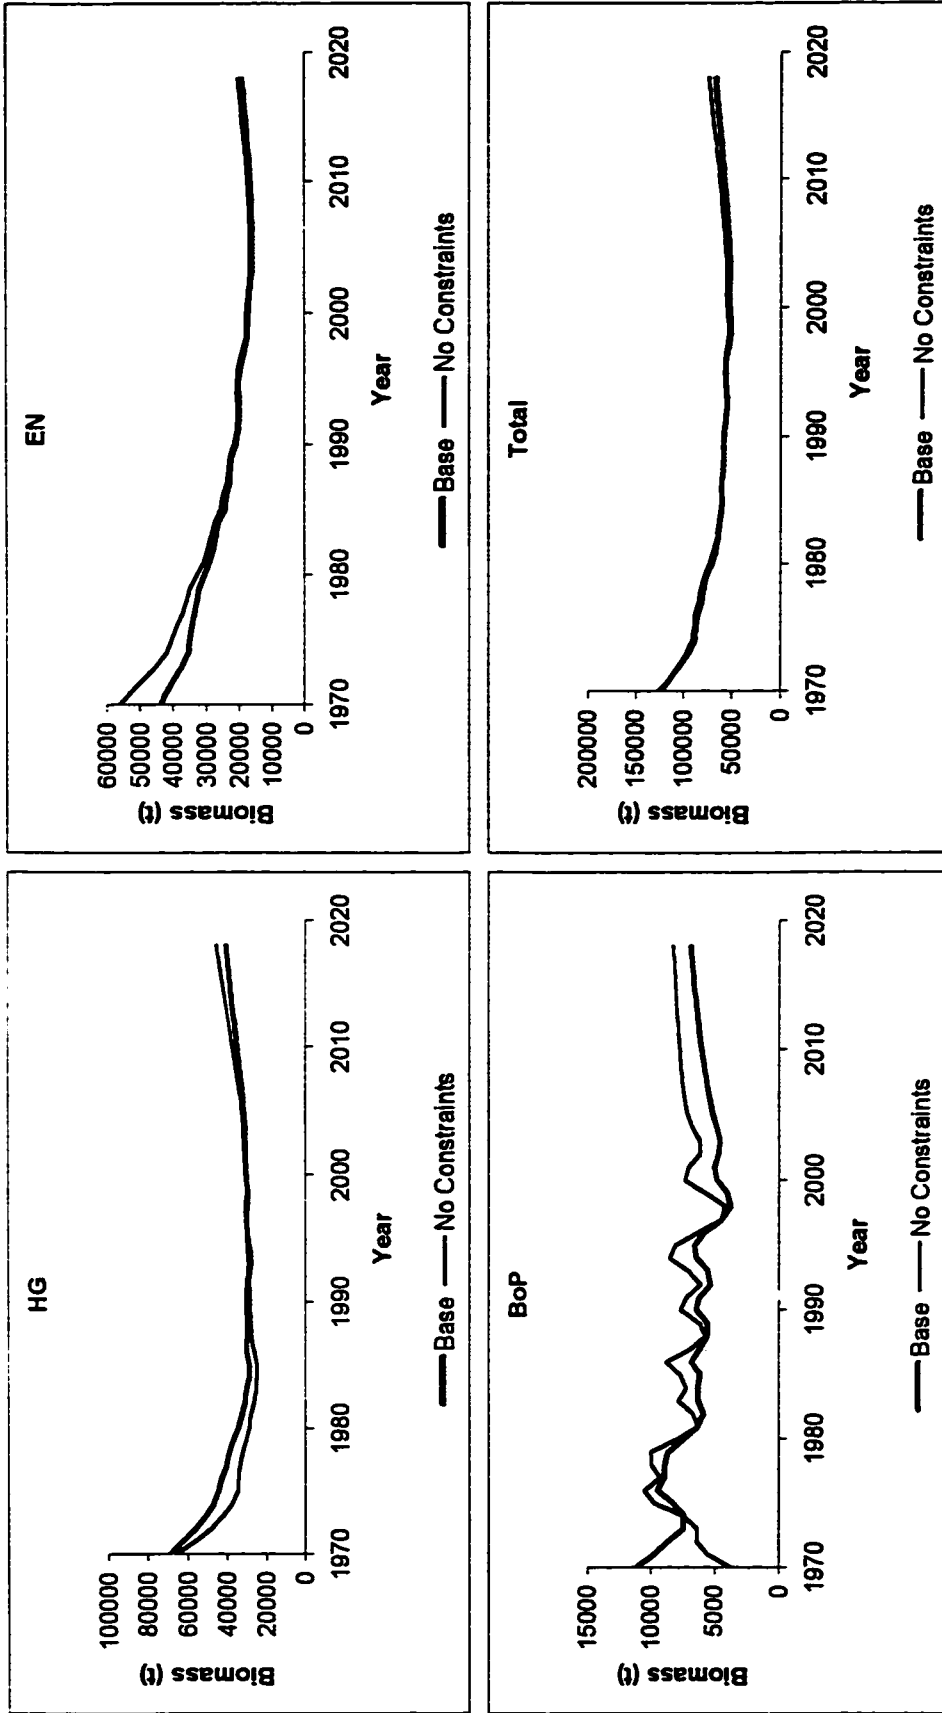 HG
Biomass (t)
100000
80000
60000
40000
20000
0
1970 1980 1990 2000 2010 2020
Year
Base No Constraints
EN
Biomass (t)
60000
50000
40000
30000
20000
10000
0
1970 1980 1990 2000 2010 2020
Year
Base No Constraints
BoP
Biomass (t)
15000
10000
5000
0
1970 1980 1990 2000 2010 2020
Year
Base No Constraints
Total
Biomass (t)
200000
150000
100000
50000
0
1970 1980 1990 2000 2010 2020
Year
Base No Constraints